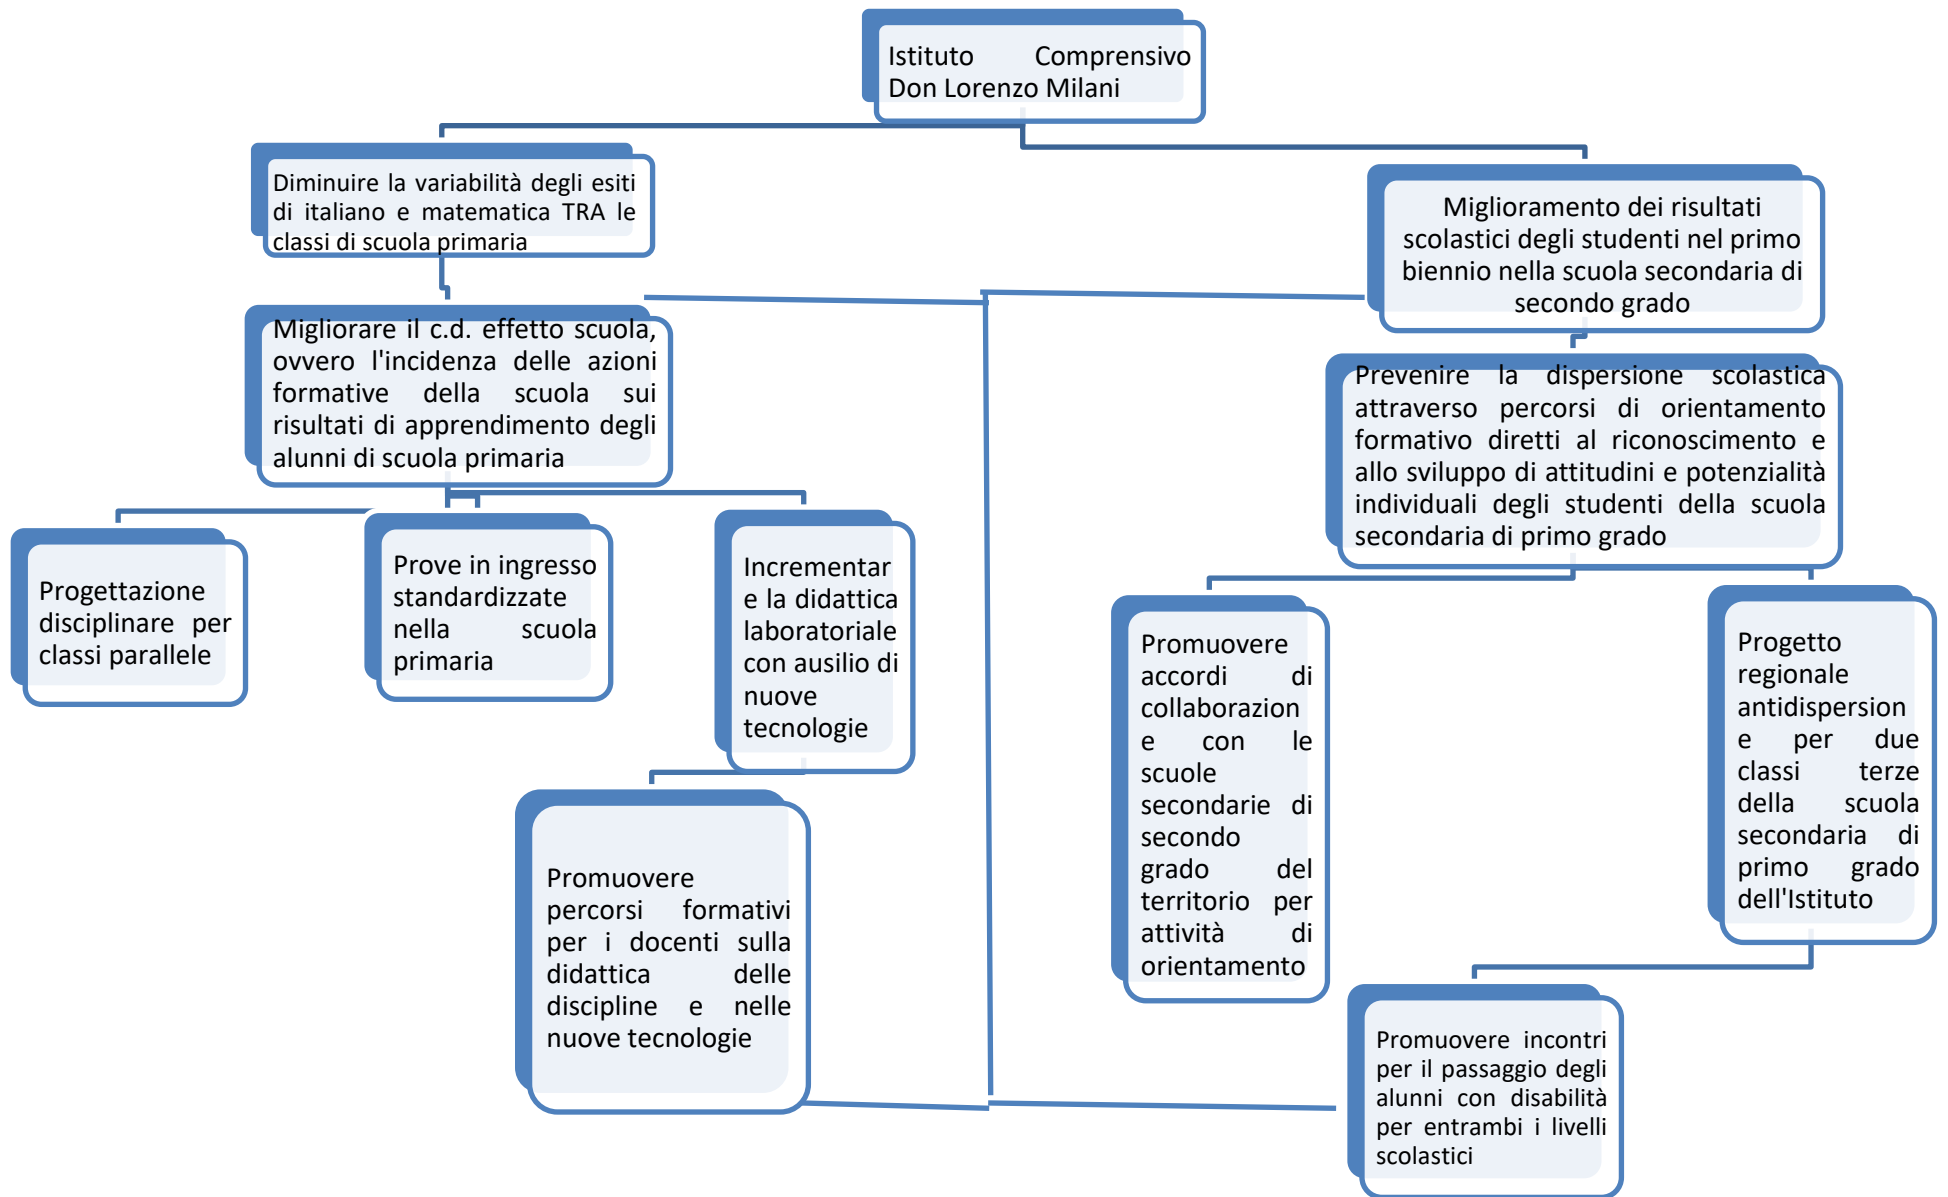 Istituto Comprensivo
Don Lorenzo Milani
Diminuire la variabilità degli esiti
di italiano e matematica TRA le
classi di scuola primaria
Miglioramento dei risultati
scolastici degli studenti nel primo
biennio nella scuola secondaria di
secondo grado
Migliorare il c.d. effetto scuola,
ovvero l'incidenza delle azioni
formative della scuola sui
risultati di apprendimento degli
alunni di scuola primaria
Prevenire la dispersione scolastica
attraverso percorsi di orientamento
formativo diretti al riconoscimento e
allo sviluppo di attitudini e potenzialità
individuali degli studenti della scuola
secondaria di primo grado
Progettazione
disciplinare per
classi parallele
Prove in ingresso
standardizzate
nella scuola
primaria
Incrementar
e la didattica
laboratoriale
con ausilio di
nuove
tecnologie
Promuovere
percorsi formativi
per i docenti sulla
didattica delle
discipline e nelle
nuove tecnologie
Promuovere
accordi di
collaborazion
e con le
scuole
secondarie di
secondo
grado del
territorio per
attività di
orientamento
Progetto
regionale
antidispersion
e per due
classi terze
della scuola
secondaria di
primo grado
dell'Istituto
Promuovere incontri
per il passaggio degli
alunni con disabilità
per entrambi i livelli
scolastici